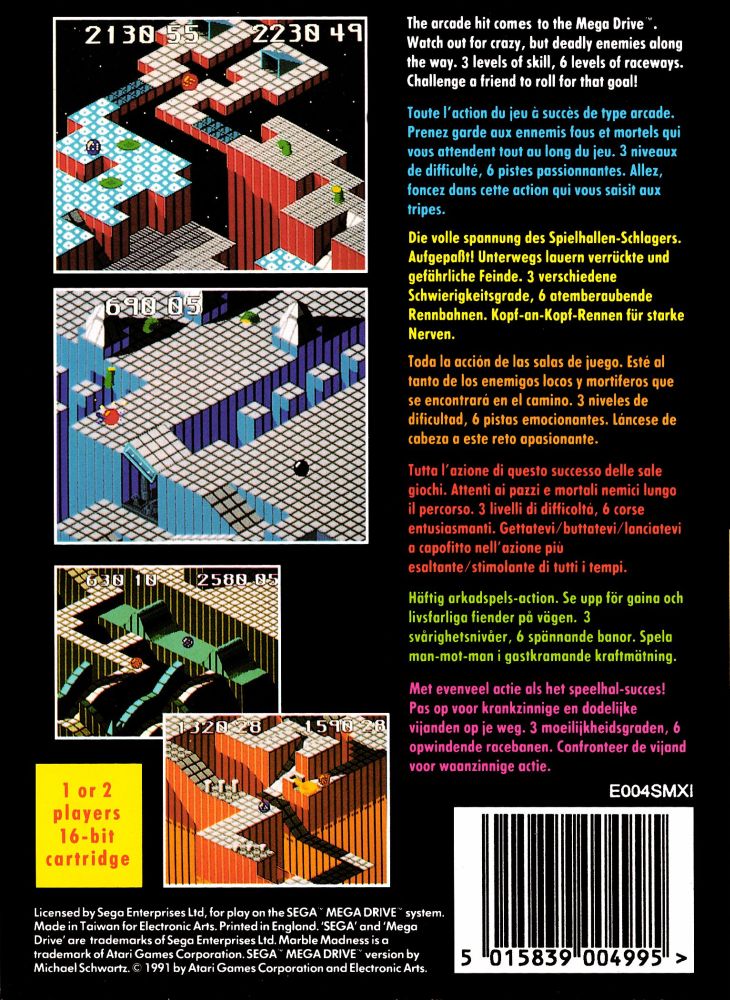 2130 55 2230 49
690 05
630 10 2580 05
1320 28 1590 28
1 or 2
players
16-bit
cartridge
The arcade hit comes to the Mega Drive™.
Watch out for crazy, but deadly enemies along
the way. 3 levels of skill, 6 levels of raceways.
Challenge a friend to roll for that goal!
Toute l'action du jeu à succès de type arcade.
Prenez garde aux ennemis fous et mortels qui
vous attendent tout au long du jeu. 3 niveaux
de difficulté, 6 pistes passionnantes. Allez,
foncez dans cette action qui vous saisit aux
tripes.
Die volle spannung des Spielhallen-Schlagers.
Aufgepaßt! Unterwegs lauern verrückte und
gefährliche Feinde. 3 verschiedene
Schwierigkeitsgrade, 6 atemberaubende
Rennbahnen. Kopf-an-Kopf-Rennen für starke
Nerven.
Toda la acción de las salas de juego. Esté al
tanto de los enemigos locos y mortiferos que
se encontrará en el camino. 3 niveles de
dificultad, 6 pistas emocionantes. Láncese de
cabeza a este reto apasionante.
Tutta l'azione di questo successo delle sale
giochi. Attenti ai pazzi e mortali nemici lungo
il percorso. 3 livelli di difficoltà, 6 corse
entusiasmanti. Gettatevi/buttatevi/lanciatevi
a capofitto nell'azione più
esaltante/stimolante di tutti i tempi.
Häftig arkadspels-action. Se upp för gaina och
livsfarliga fiender på vägen. 3
svårighetsnivåer, 6 spännande banor. Spela
man-mot-man i gastkramande kraftmätning.
Met evenveel actie als het speelhal-succes!
Pas op voor krankzinnige en dodelijke
vijanden op je weg. 3 moeilijkheidsgraden, 6
opwindende racebanen. Confronteer de vijand
voor waanzinnige actie.
E004SMXI
5 015839 004995 >
Licensed by Sega Enterprises Ltd, for play on the SEGA™ MEGA DRIVE™ system.
Made in Taiwan for Electronic Arts. Printed in England. 'SEGA' and 'Mega
Drive' are trademarks of Sega Enterprises Ltd. Marble Madness is a
trademark of Atari Games Corporation. SEGA™ MEGA DRIVE™ version by
Michael Schwartz. © 1991 by Atari Games Corporation and Electronic Arts.